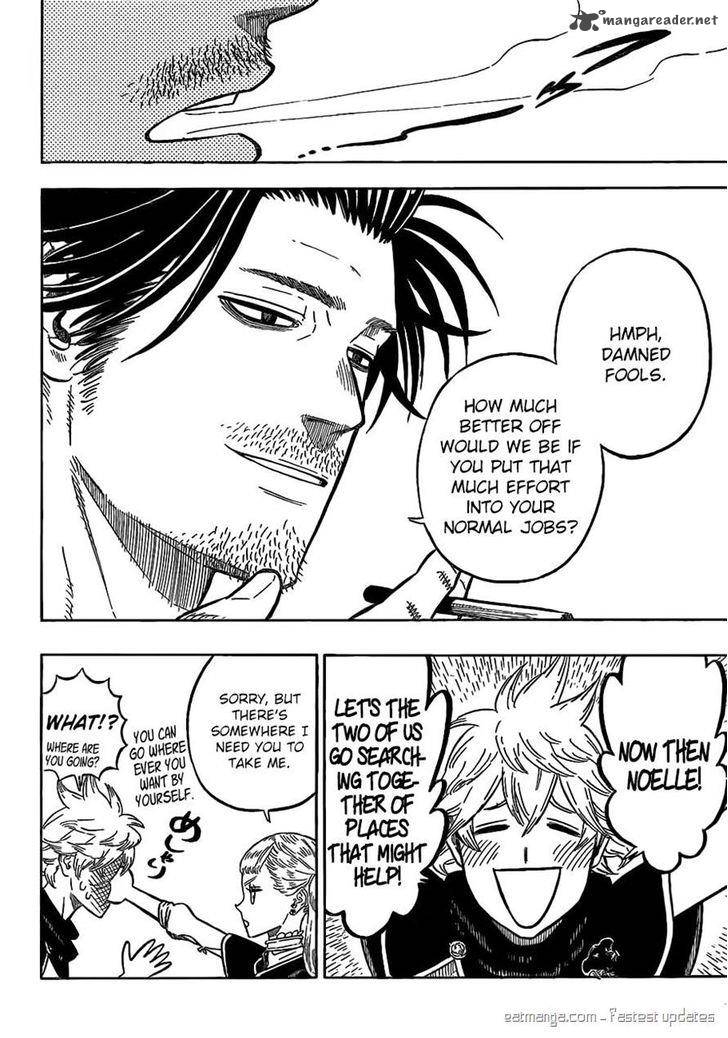 mangareader.net
HMPH,
DAMNED
FOOLS.
HOW MUCH
BETTER OFF
WOULD WE BE IF
YOU PUT THAT
MUCH EFFORT
INTO YOUR
NORMAL JOBS?
NOW THEN
NOELLE!
LET'S THE
TWO OF US
GO SEARCH-
ING TOGE-
THER OF
PLACES
THAT MIGHT
HELP!
SORRY, BUT
THERE'S
SOMEWHERE I
NEED YOU TO
TAKE ME.
YOU CAN
GO WHERE
EVER YOU
WANT BY
YOURSELF.
WHAT!?
WHERE ARE
YOU GOING?
eatmanga.com - Fastest updates